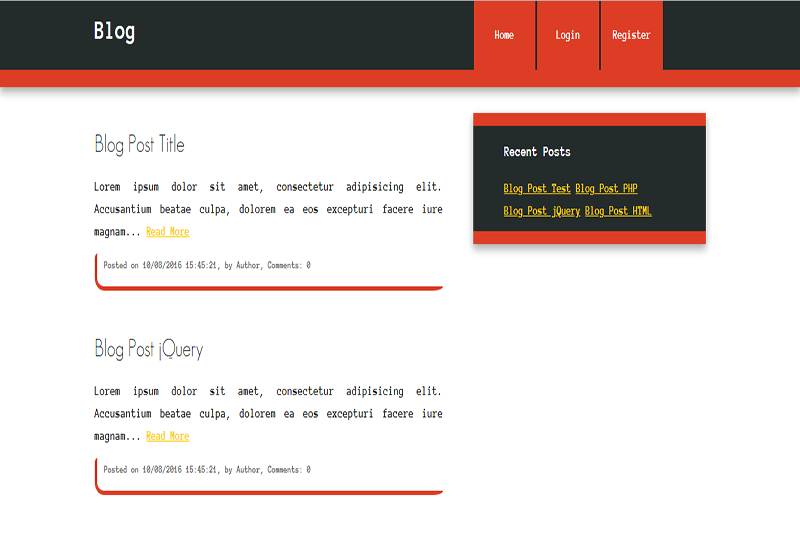 Blog
Home Login Register
Blog Post Title
Lorem ipsum dolor sit amet, consectetur adipisicing elit.
Accusantium beatae culpa, dolorem ea eos excepturi facere iure
magnam... Read More
Posted on 10/08/2016 15:45:21, by Author, Comments: 0
Blog Post jQuery
Lorem ipsum dolor sit amet, consectetur adipisicing elit.
Accusantium beatae culpa, dolorem ea eos excepturi facere iure
magnam... Read More
Posted on 10/08/2016 15:45:21, by Author, Comments: 0
Recent Posts
Blog Post Test Blog Post PHP
Blog Post jQuery Blog Post HTML